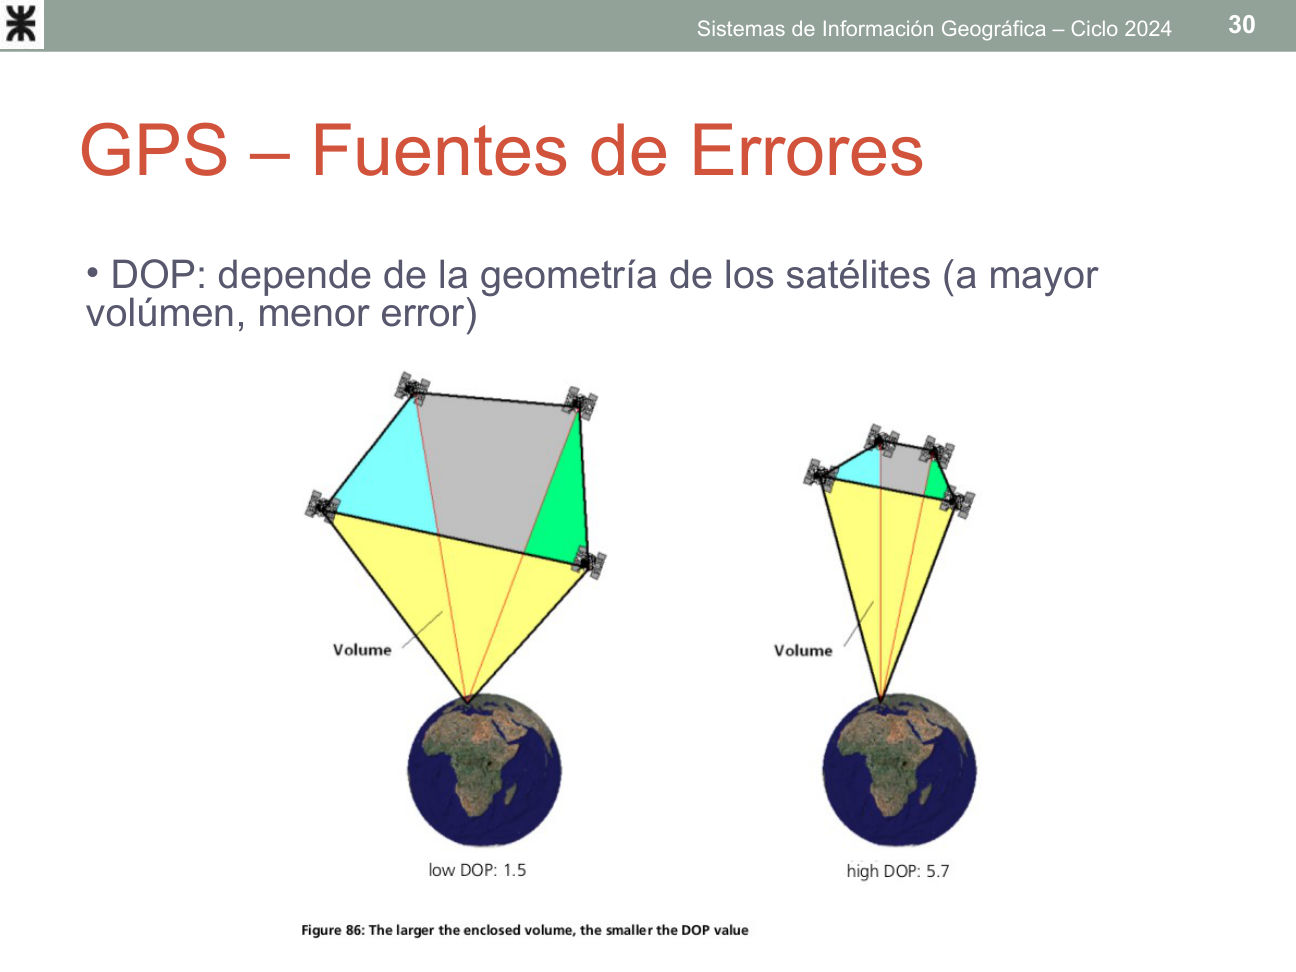 Sistemas de Información Geográfica – Ciclo 2024
30
GPS – Fuentes de Errores
• DOP: depende de la geometría de los satélites (a mayor
volúmen, menor error)
Volume
Volume
low DOP: 1.5
high DOP: 5.7
Figure 86: The larger the enclosed volume, the smaller the DOP value